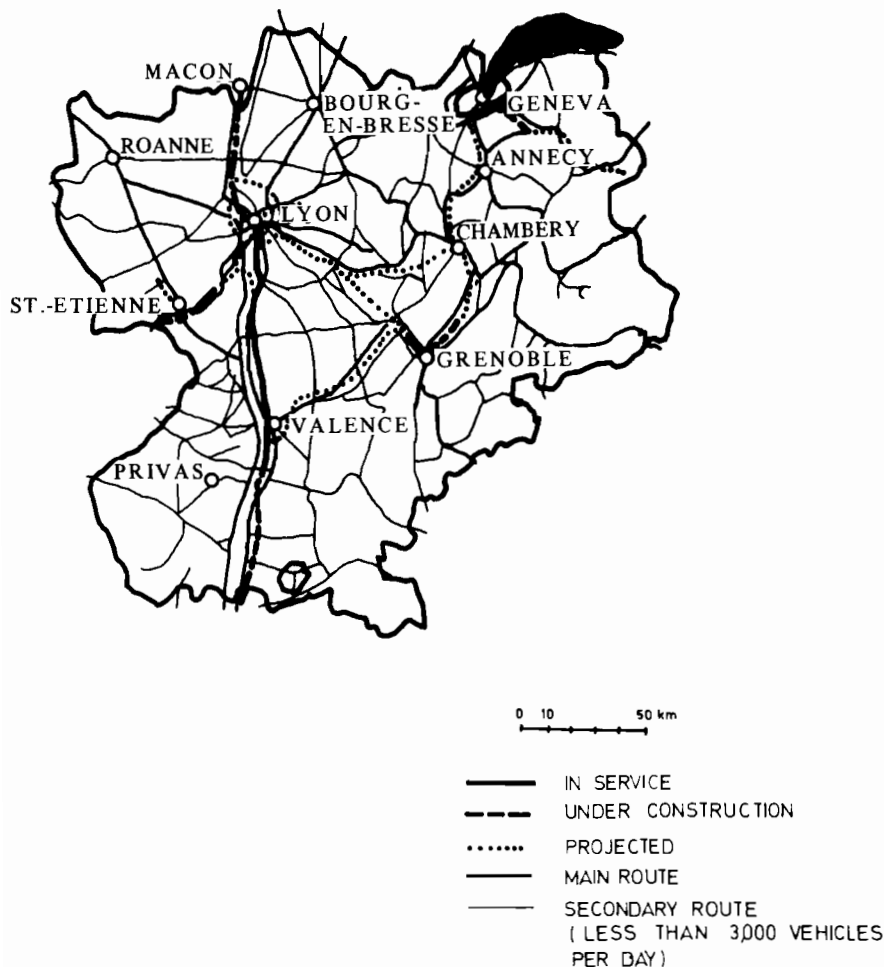 MACON
BOURG-
EN-BRESSE
GENEVA
ROANNE
ANNECY
LYON
CHAMBERY
ST.-ETIENNE
GRENOBLE
VALENCE
PRIVAS
0 10 50 km
IN SERVICE
UNDER CONSTRUCTION
PROJECTED
MAIN ROUTE
SECONDARY ROUTE
(LESS THAN 3,000 VEHICLES
PER DAY)